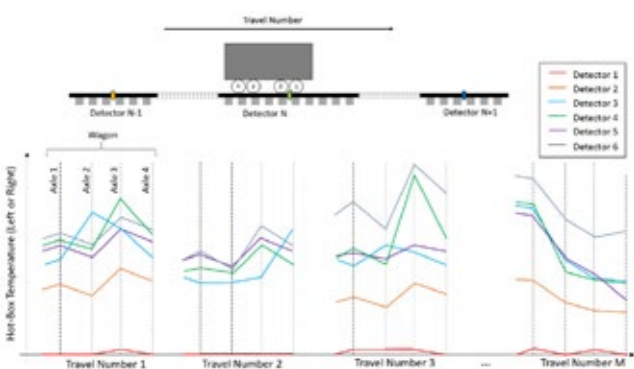 Travel Number
Detector N-1
Detector N
Detector N+1
Detector 1
Detector 2
Detector 3
Detector 4
Detector 5
Detector 6
Wagon
Axle 1
Axle 2
Axle 3
Axle 4
Hot-Box Temperature (Left or Right)
Travel Number 1
Travel Number 2
Travel Number 3
...
Travel Number M